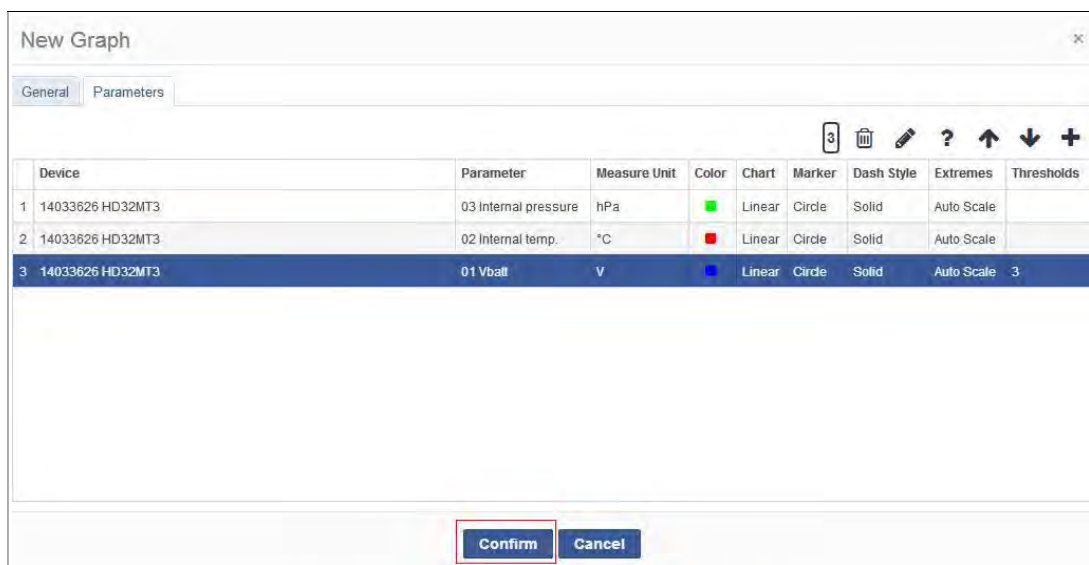 New Graph ×
General Parameters
3 ?
Device Parameter Measure Unit Color Chart Marker Dash Style Extremes Thresholds
1 14033626 HD32MT3 03 Internal pressure hPa Linear Circle Solid Auto Scale
2 14033626 HD32MT3 02 Internal temp. °C Linear Circle Solid Auto Scale
3 14033626 HD32MT3 01 Vbatt V Linear Circle Solid Auto Scale 3
Confirm Cancel